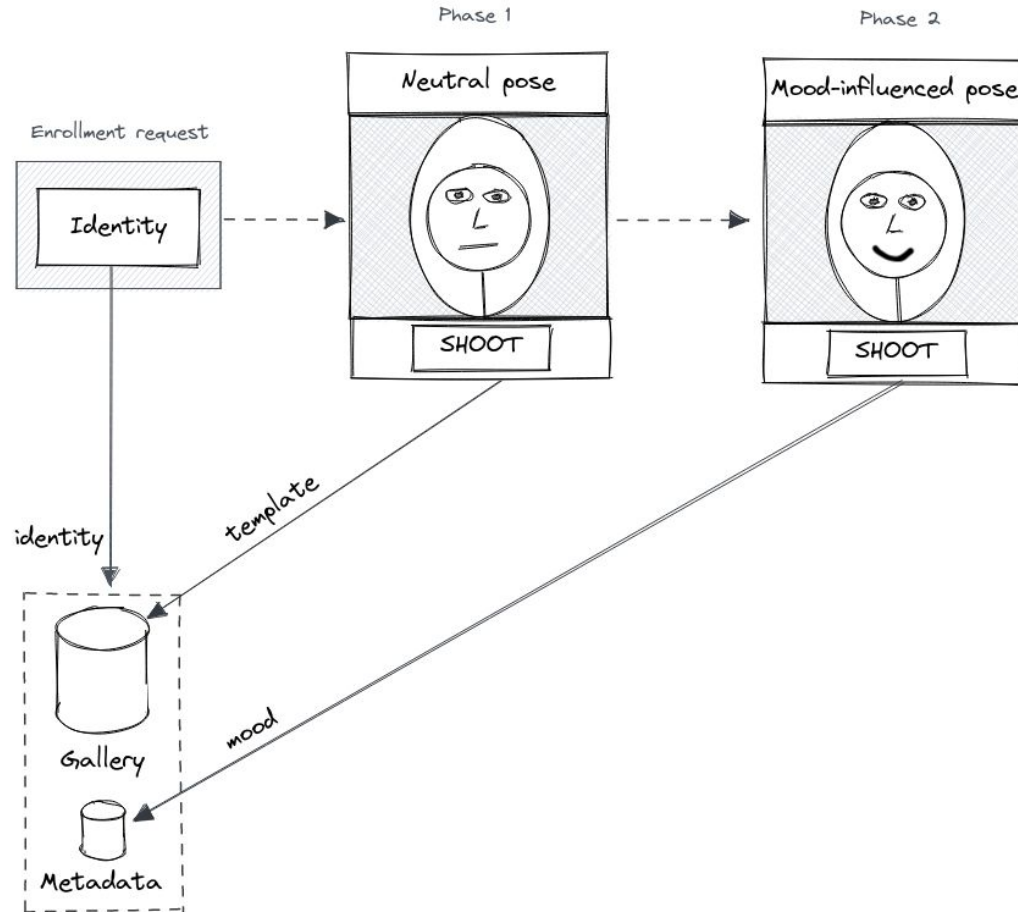 Phase 1
Phase 2
Neutral pose
Mood-influenced pose
Enrollment request
Identity
SHOOT
SHOOT
template
identity
mood
Gallery
Metadata